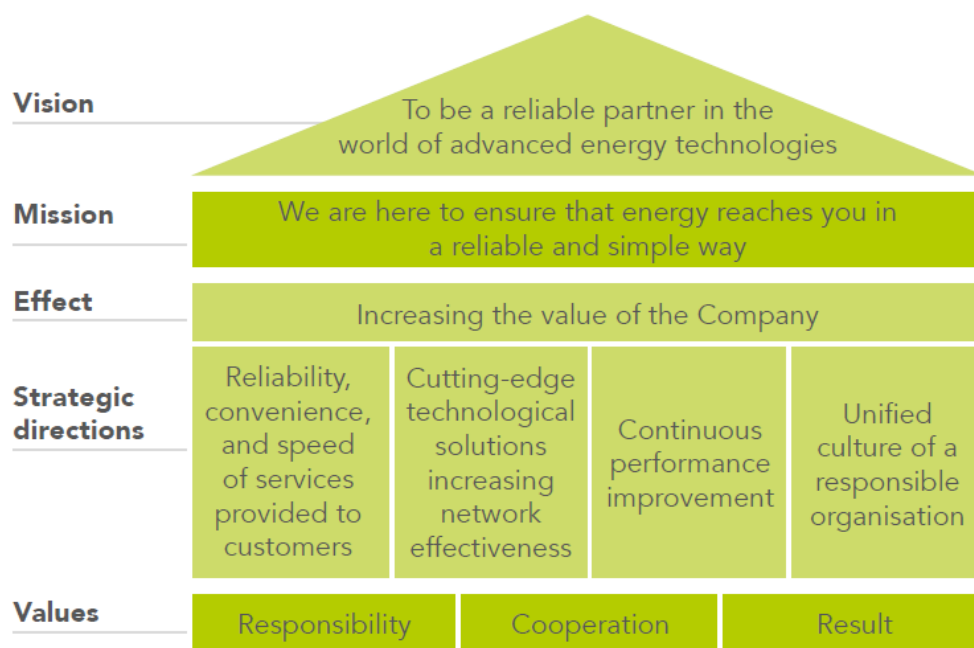 Vision
To be a reliable partner in the
world of advanced energy technologies
Mission
We are here to ensure that energy reaches you in
a reliable and simple way
Effect
Increasing the value of the Company
Strategic
directions
Reliability,
convenience,
and speed
of services
provided to
customers
Cutting-edge
technological
solutions
increasing
network
effectiveness
Continuous
performance
improvement
Unified
culture of a
responsible
organisation
Values
Responsibility
Cooperation
Result